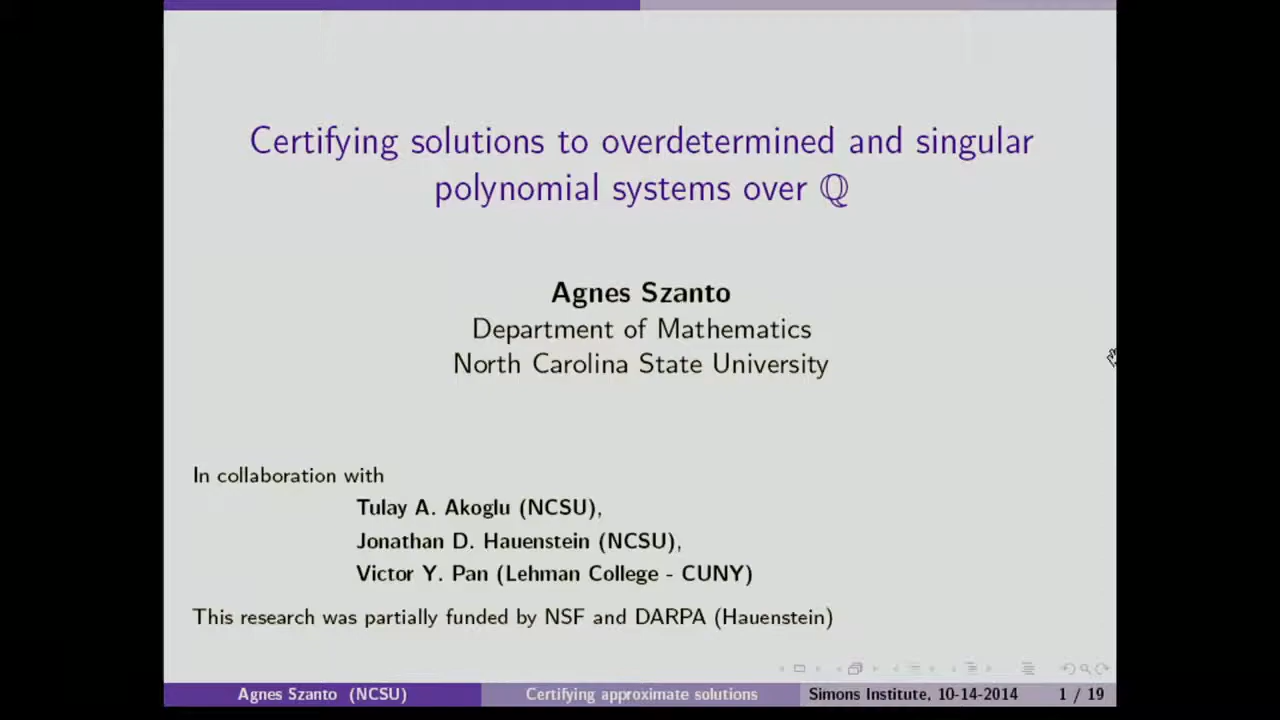 Certifying solutions to overdetermined and singular
polynomial systems over ℚ
Agnes Szanto
Department of Mathematics
North Carolina State University
In collaboration with
Tulay A. Akoglu (NCSU),
Jonathan D. Hauenstein (NCSU),
Victor Y. Pan (Lehman College - CUNY)
This research was partially funded by NSF and DARPA (Hauenstein)
Agnes Szanto (NCSU) Certifying approximate solutions Simons Institute, 10-14-2014 1 / 19